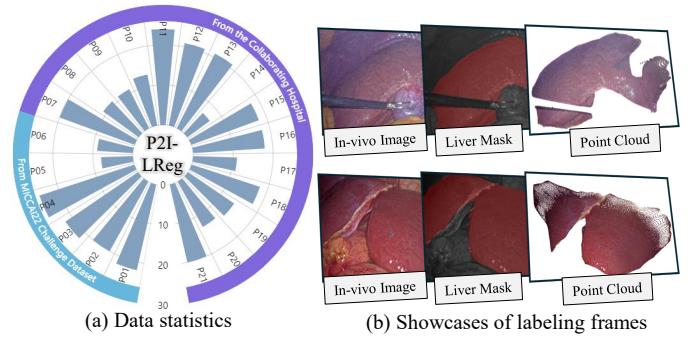 From the Collaborating Hospital
From MICCAI22 Challenge Dataset
P01
P02
P03
P04
P05
P06
P07
P08
P09
P10
P11
P12
P13
P14
P15
P16
P17
P18
P19
P20
P21
P2I-
LReg
0
10
20
30
(a) Data statistics
In-vivo Image
Liver Mask
Point Cloud
In-vivo Image
Liver Mask
Point Cloud
(b) Showcases of labeling frames